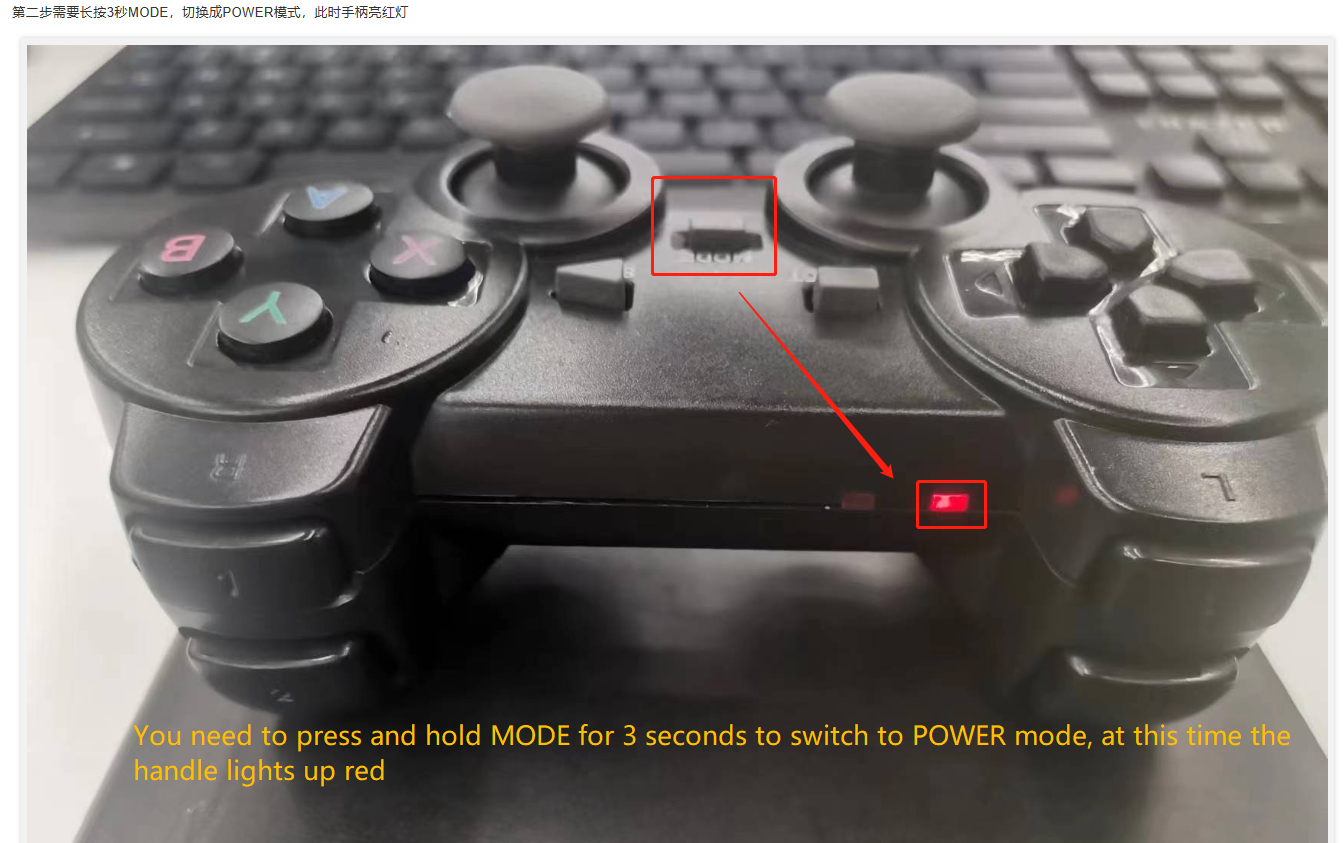 第二步需要长按3秒MODE，切换成POWER模式，此时手柄亮红灯
A
B
X
Y
MODE
R
L
1
2
You need to press and hold MODE for 3 seconds to switch to POWER mode, at this time the
handle lights up red